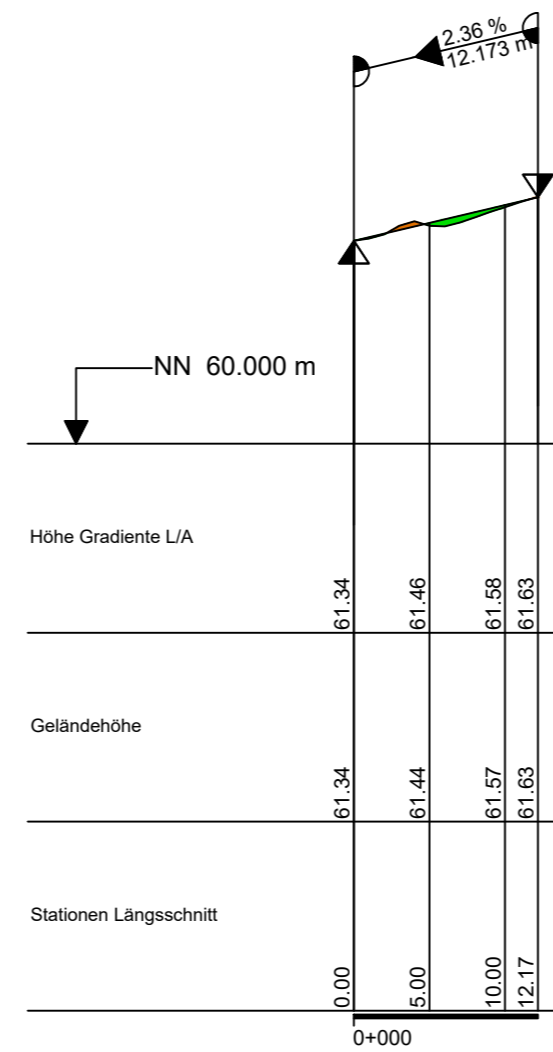 2.36 %
12.173 m
NN 60.000 m
Höhe Gradiente L/A
61.34
61.46
61.58
61.63
Geländehöhe
61.34
61.44
61.57
61.63
Stationen Längsschnitt
0.00
5.00
10.00
12.17
0+000